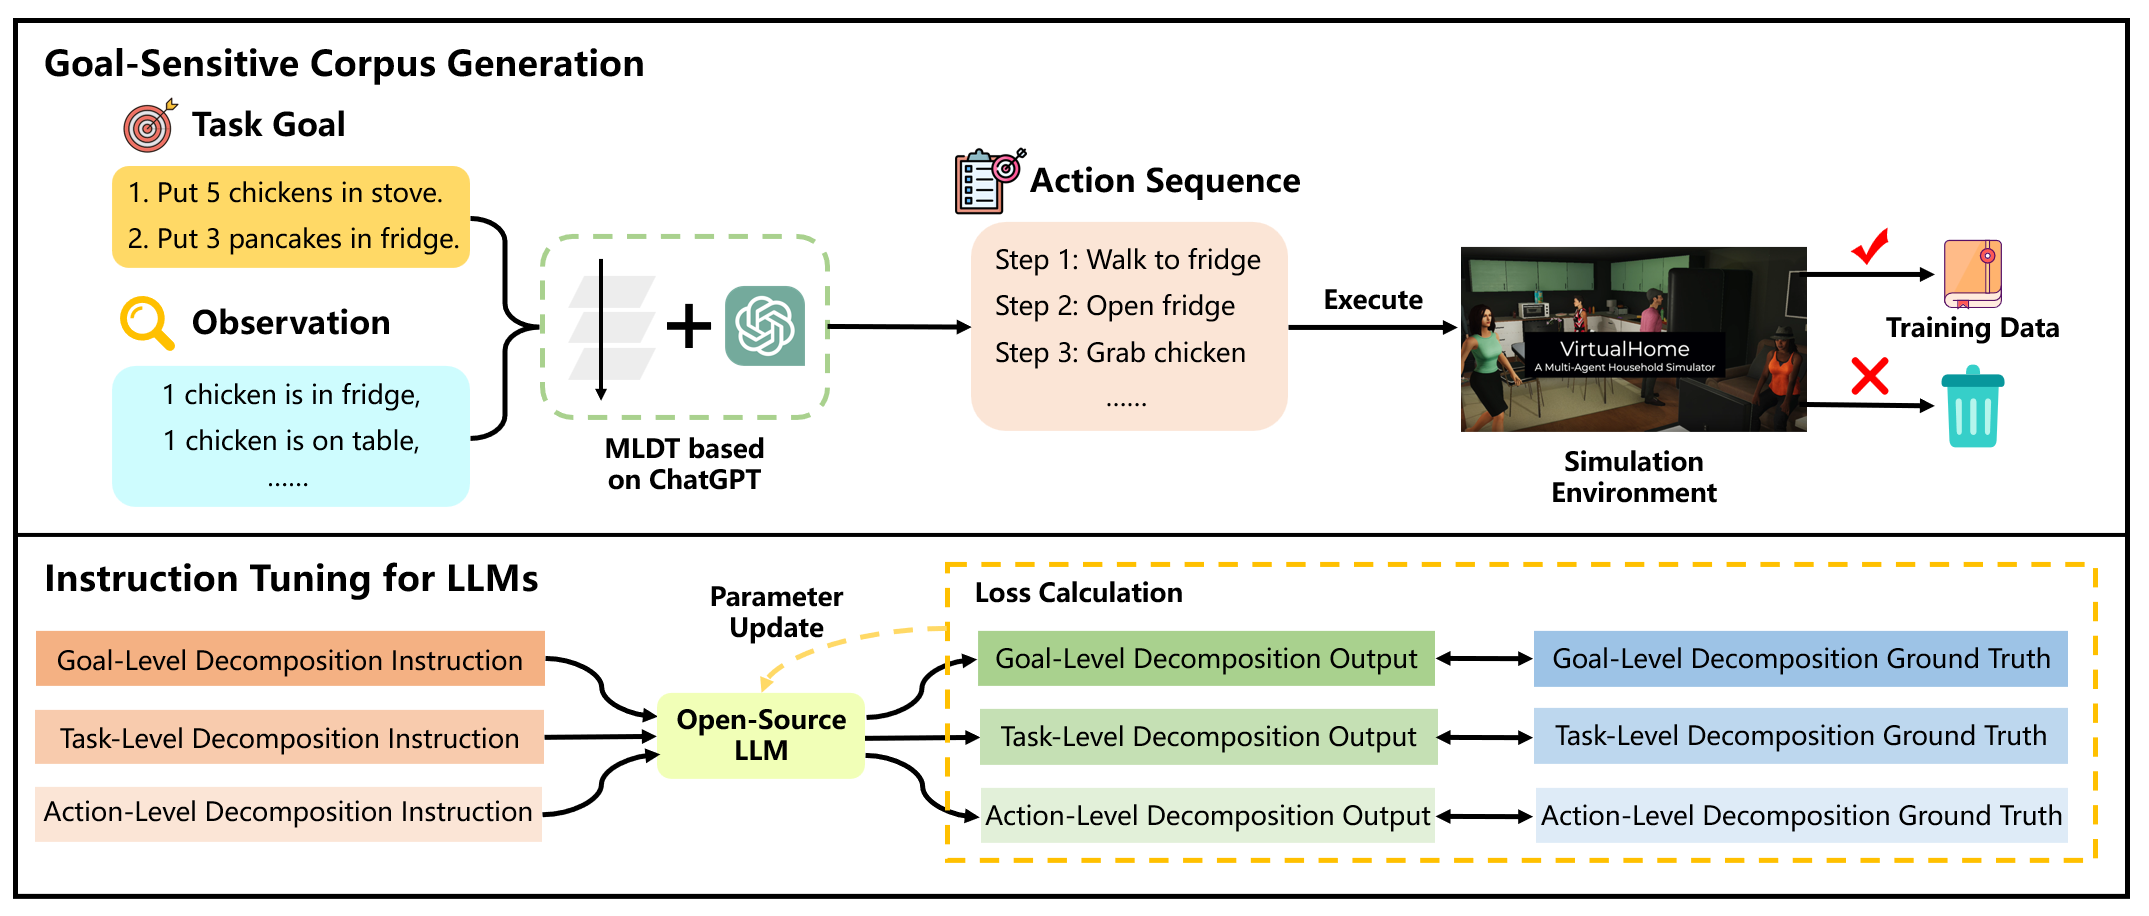 Goal-Sensitive Corpus Generation
Task Goal
1. Put 5 chickens in stove.
2. Put 3 pancakes in fridge.
Observation
1 chicken is in fridge,
1 chicken is on table,
......
MLDT based
on ChatGPT
Action Sequence
Step 1: Walk to fridge
Step 2: Open fridge
Step 3: Grab chicken
......
Execute
VirtualHome
A Multi-Agent Household Simulator
Simulation
Environment
Training Data
Instruction Tuning for LLMs
Goal-Level Decomposition Instruction
Task-Level Decomposition Instruction
Action-Level Decomposition Instruction
Parameter
Update
Open-Source
LLM
Loss Calculation
Goal-Level Decomposition Output
Goal-Level Decomposition Ground Truth
Task-Level Decomposition Output
Task-Level Decomposition Ground Truth
Action-Level Decomposition Output
Action-Level Decomposition Ground Truth